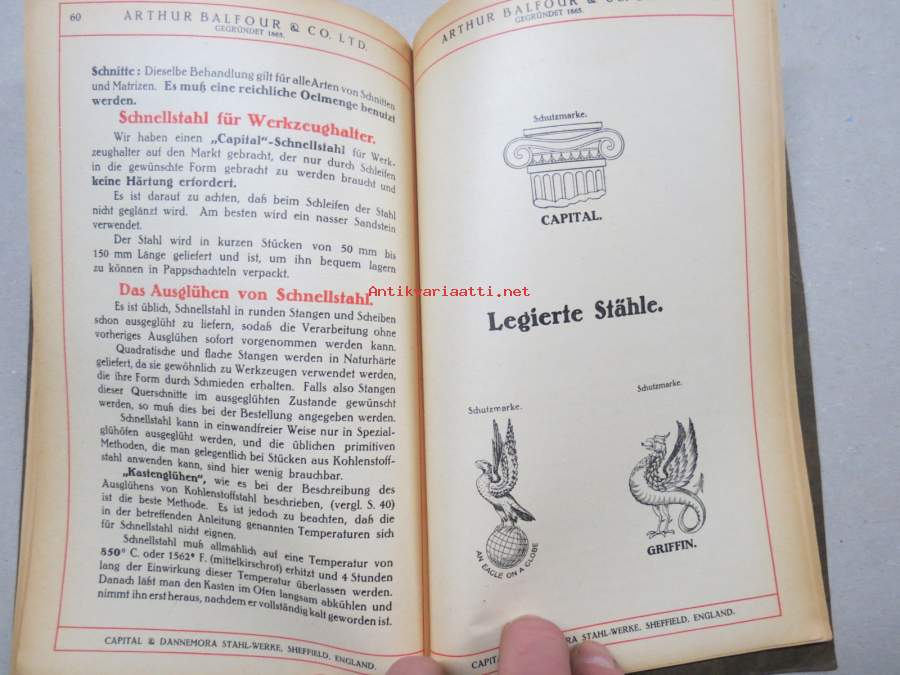 60
ARTHUR BALFOUR & CO. LTD.
GEGRÜNDET 1865.
Schnitte: Dieselbe Behandlung gilt für alle Arten von Schnitten
und Matrizen. Es muß eine reichliche Oelmenge benutzt
werden.
Schnellstahl für Werkzeughalter.
Wir haben einen „Capital“-Schnellstahl für Werk-
zeughalter auf den Markt gebracht, der nur durch Schleifen
in die gewünschte Form gebracht zu werden braucht und
keine Härtung erfordert.
Es ist darauf zu achten, daß beim Schleifen der Stahl
nicht geglänzt wird. Am besten wird ein nasser Sandstein
verwendet.
Der Stahl wird in kurzen Stücken von 50 mm bis
150 mm Länge geliefert und ist, um ihn bequem lagern
zu können in Pappschachteln verpackt.
Das Ausglühen von Schnellstahl.
Es ist üblich, Schnellstahl in runden Stangen und Scheiben
schon ausgeglüht zu liefern, sodaß die Verarbeitung ohne
vorheriges Ausglühen sofort vorgenommen werden kann.
Quadratische und flache Stangen werden in Naturhärte
geliefert, da sie gewöhnlich zu Werkzeugen verwendet werden,
die ihre Form durch Schmieden erhalten. Falls also Stangen
dieser Querschnitte im ausgeglühten Zustande gewünscht
werden, so muß dies bei der Bestellung angegeben werden.
Schnellstahl kann in einwandfreier Weise nur in Spezial-
glühöfen ausgeglüht werden, und die üblichen primitiven
Methoden, die man gelegentlich bei Stücken aus Kohlenstoff-
stahl anwenden kann, sind hier wenig brauchbar.
„Kastenglühen“, wie es bei der Beschreibung des
Ausglühens von Kohlenstoffstahl beschrieben, (vergl. S. 40)
ist die beste Methode. Es ist jedoch zu beachten, daß die
in der betreffenden Anleitung genannten Temperaturen sich
für Schnellstahl nicht eignen.
Schnellstahl muß allmählich auf eine Temperatur von
850° C. oder 1562° F. (mittelkirschrot) erhitzt und 4 Stunden
lang der Einwirkung dieser Temperatur überlassen werden.
Danach läßt man den Kasten im Ofen langsam abkühlen und
nimmt ihn erst heraus, nachdem er vollständig kalt geworden ist.
CAPITAL & DANNEMORA STAHL-WERKE, SHEFFIELD, ENGLAND.
ARTHUR BALFOUR & CO.
GEGRÜNDET 1865.
Schutzmarke.
CAPITAL.
Antikvariaatti.net
Legierte Stähle.
Schutzmarke.
AN EAGLE ON A GLOBE
Schutzmarke.
GRIFFIN.
STAHL-WERKE, SHEFFIELD, ENGLAND.